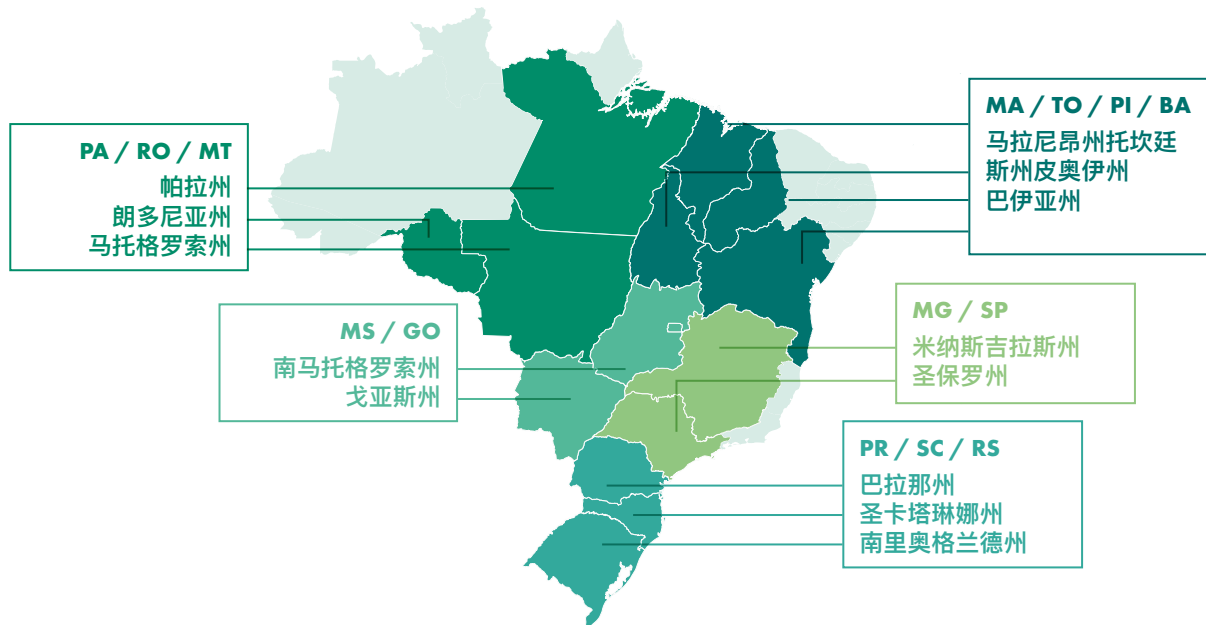 PA / RO / MT
帕拉州
朗多尼亚州
马托格罗索州
MA / TO / PI / BA
马拉尼昂州托坎廷
斯州皮奥伊州
巴伊亚州
MS / GO
南马托格罗索州
戈亚斯州
MG / SP
米纳斯吉拉斯州
圣保罗州
PR / SC / RS
巴拉那州
圣卡塔琳娜州
南里奥格兰德州